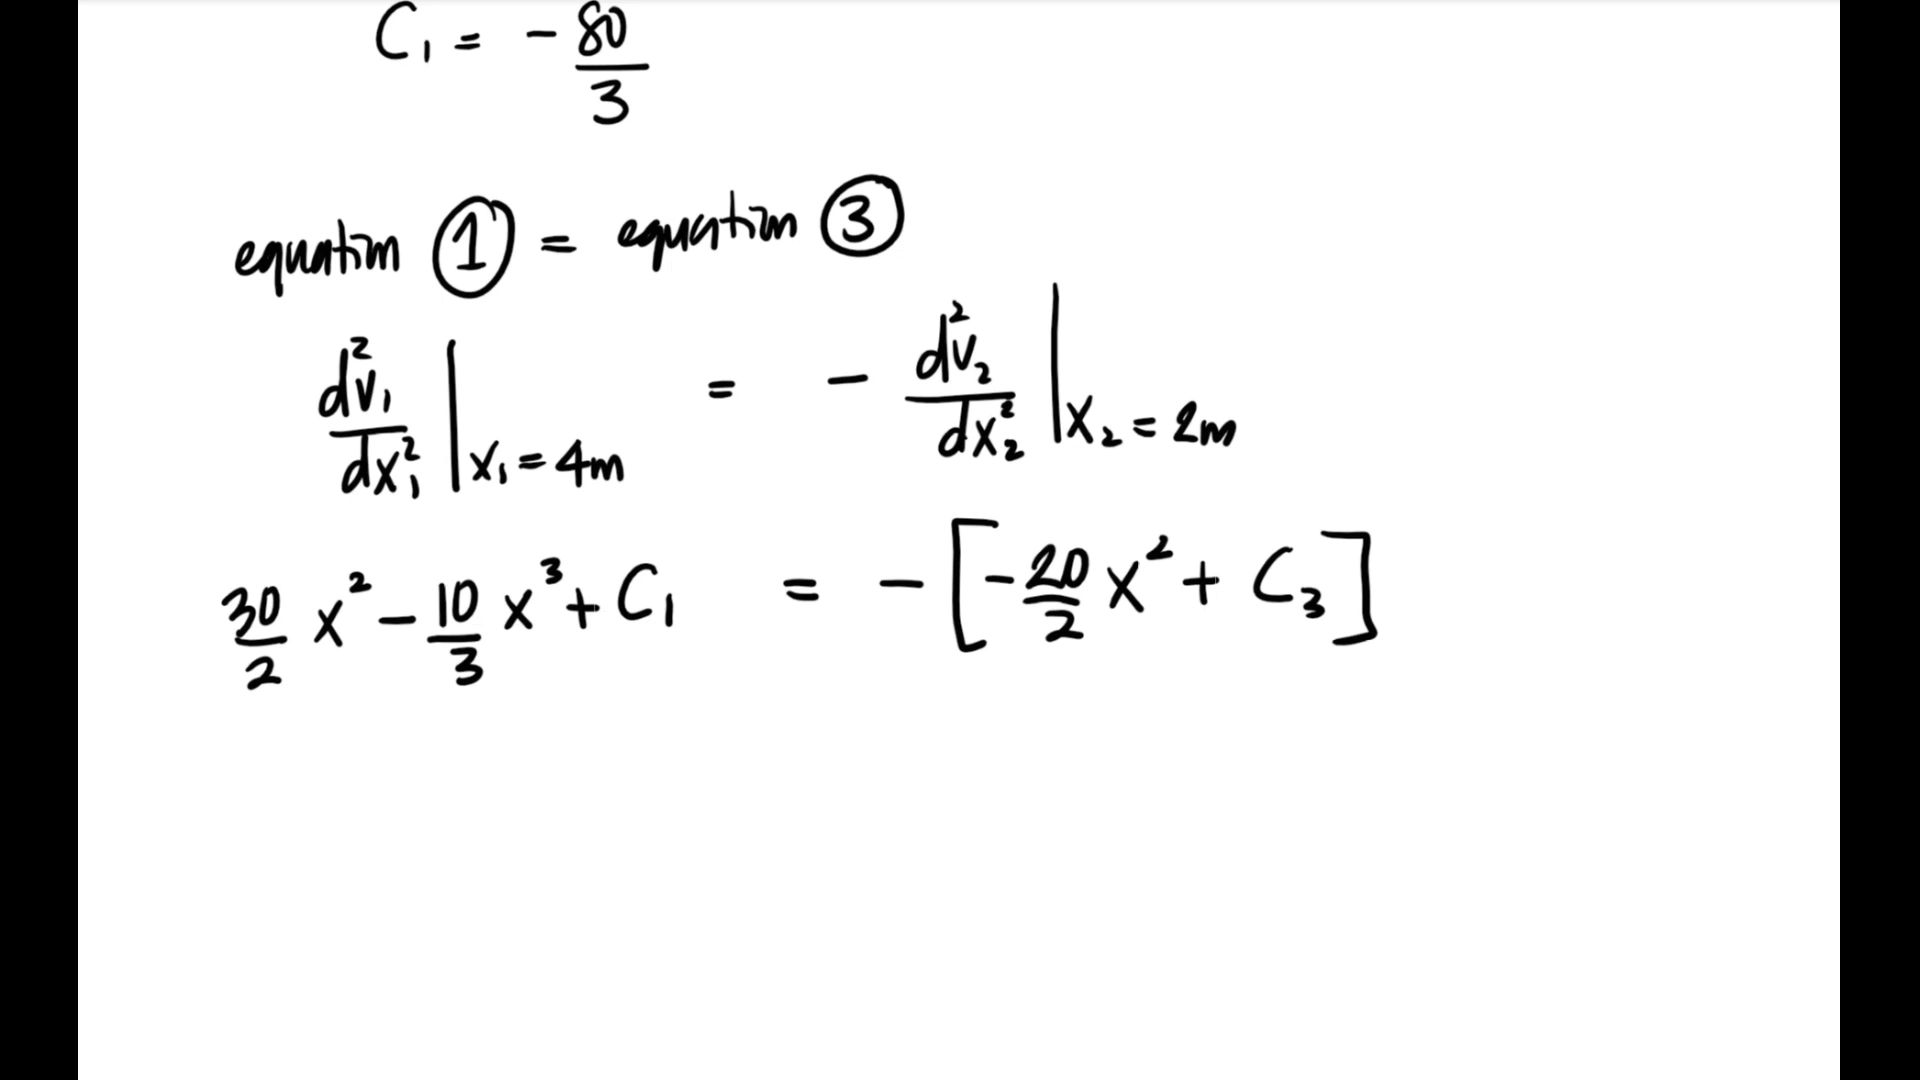 C₁ = - 80/3
equation ① = equation ③
d²v₁/dx₁² | x₁ = 4m = - d²v₂/dx₂² | x₂ = 2m
30/2 x² - 10/3 x³ + C₁ = - [ - 20/2 x² + C₃ ]